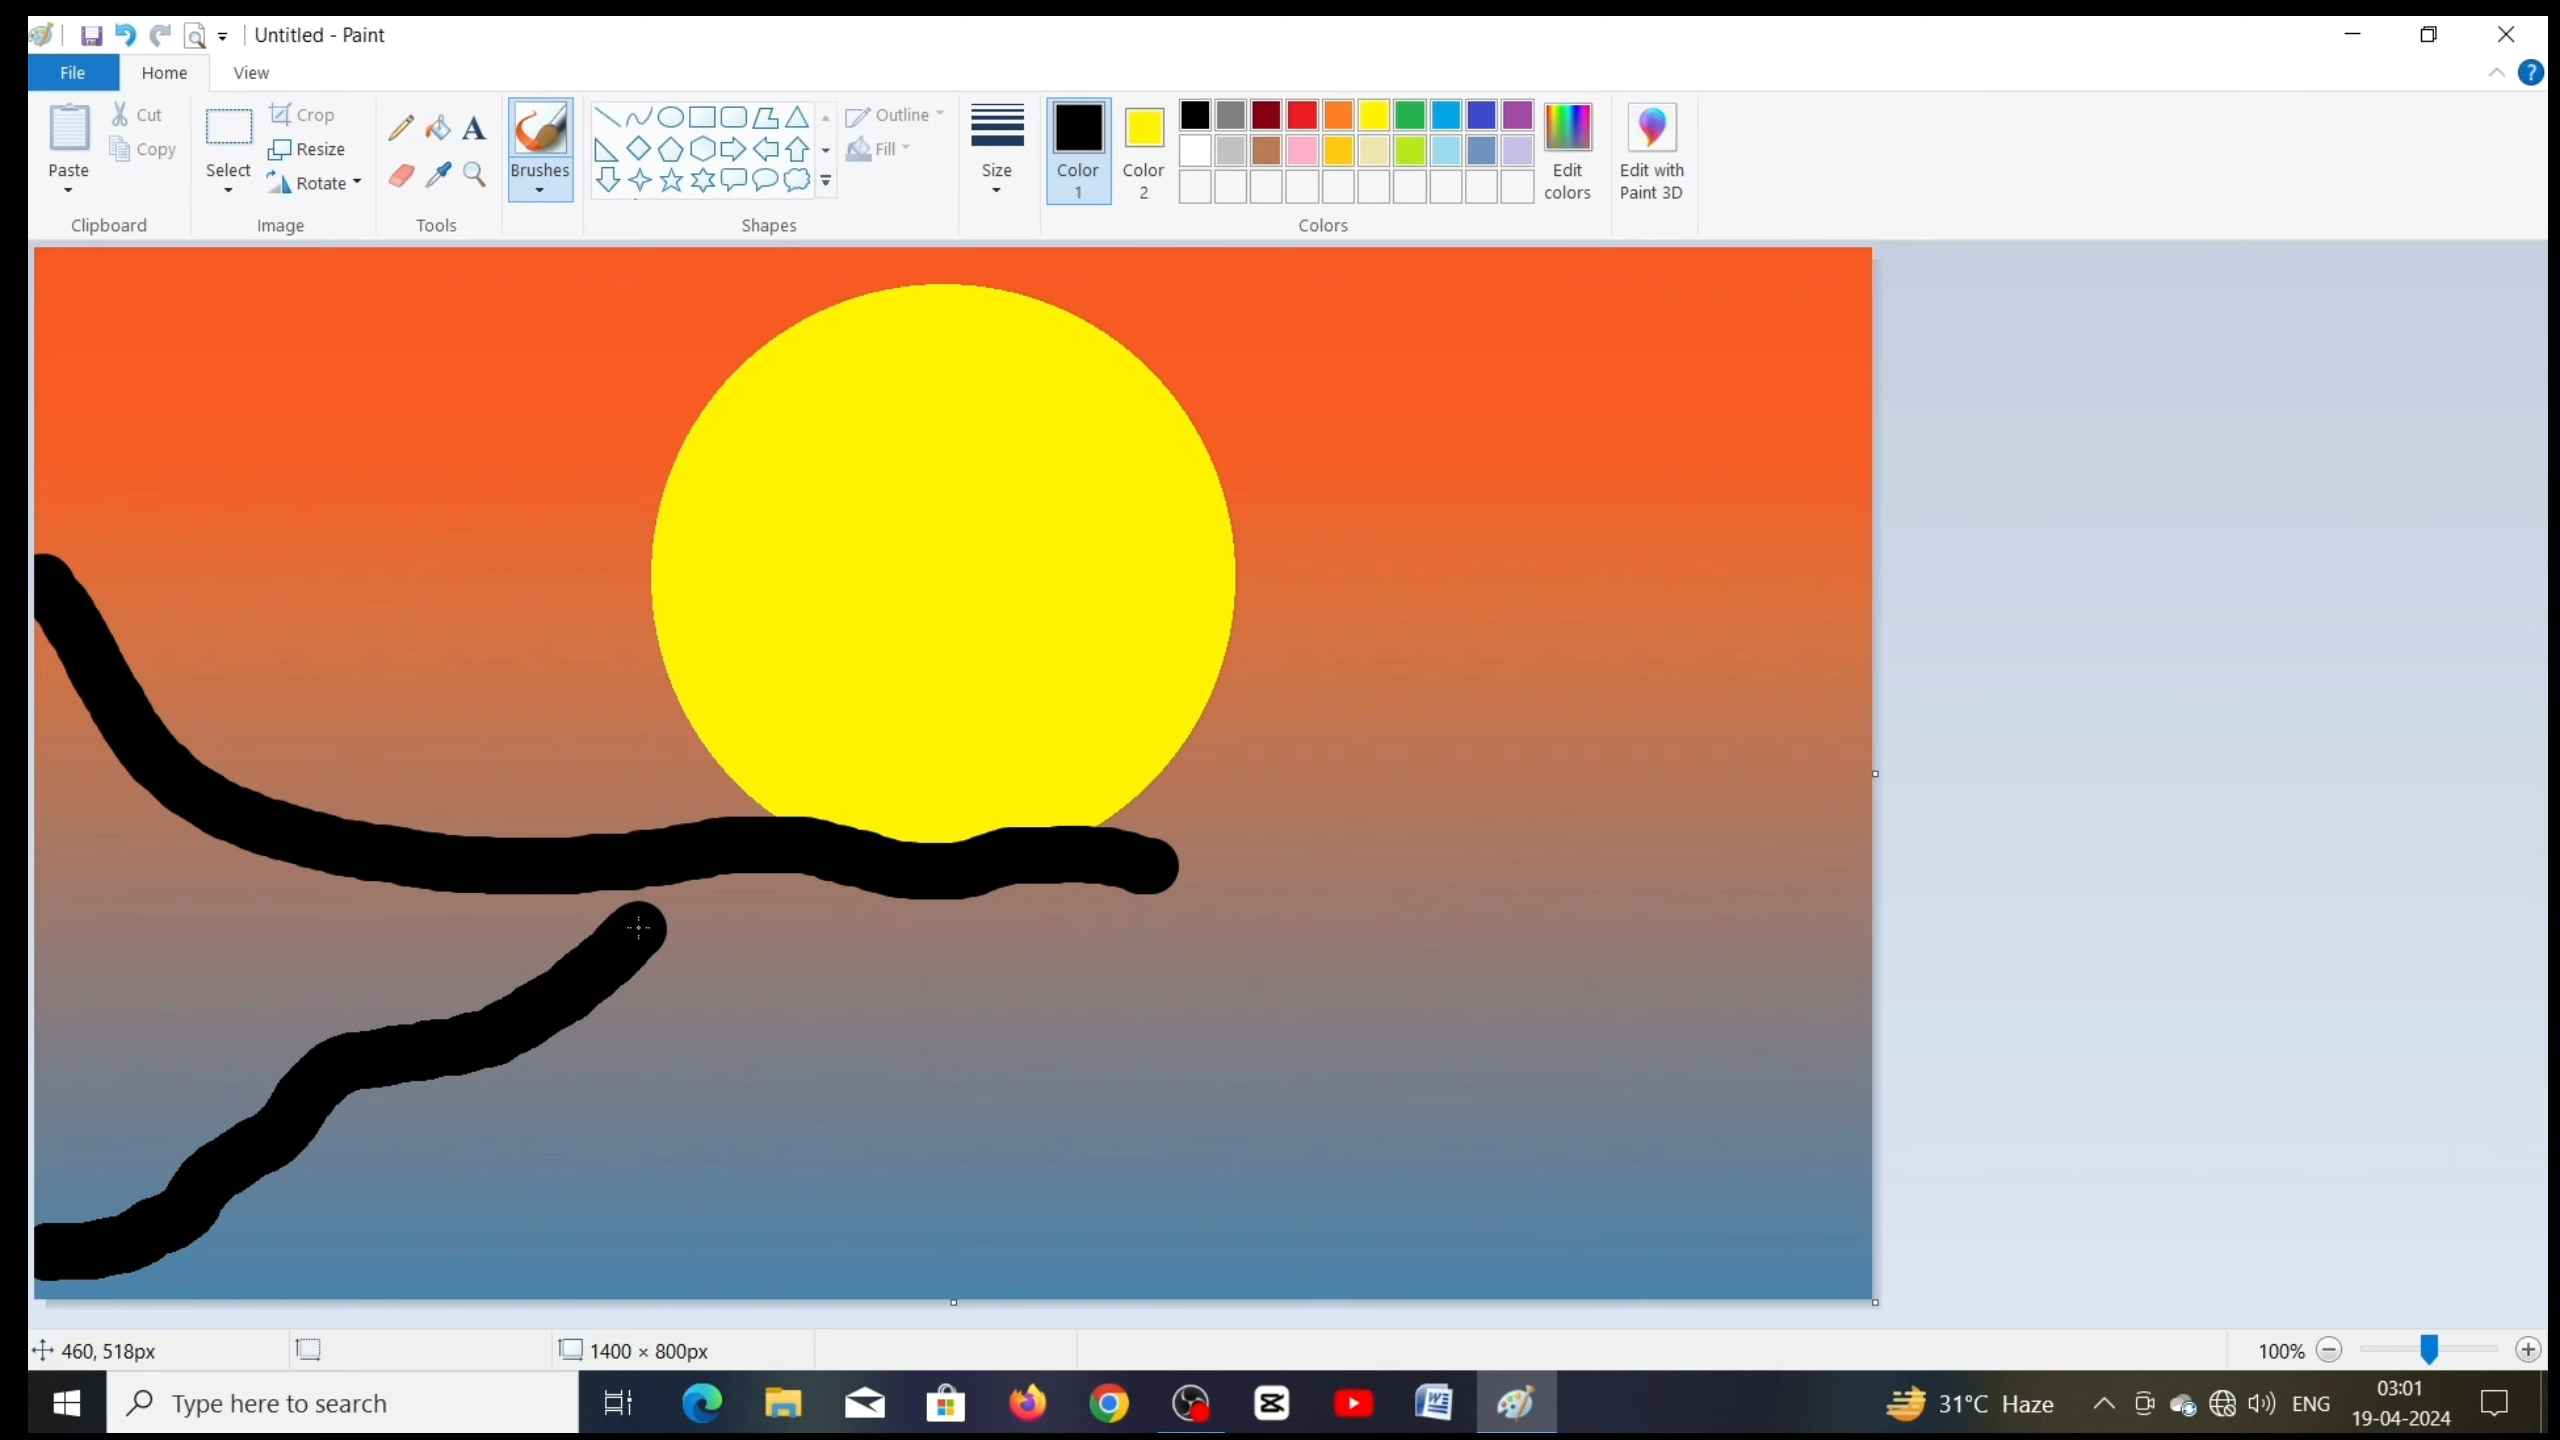 Untitled - Paint
File Home View
Paste Cut Copy Select Crop Resize Rotate A Brushes Outline Fill Size Color 1 Color 2 Edit colors Edit with Paint 3D
Clipboard Image Tools Shapes Colors
460, 518px 1400 × 800px 100%
Type here to search 31°C Haze ENG 03:01
19-04-2024